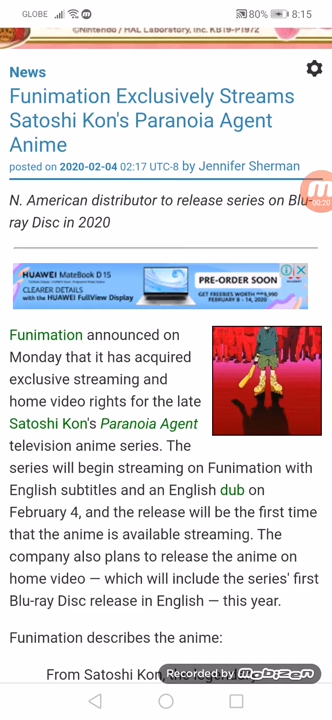 GLOBE 80% 8:15
©Nintendo / HAL Laboratory, Inc. KB19-P1972
News
Funimation Exclusively Streams
Satoshi Kon's Paranoia Agent
Anime
posted on 2020-02-04 02:17 UTC-8 by Jennifer Sherman
00:20
N. American distributor to release series on Blu-
ray Disc in 2020
HUAWEI MateBook D 15
CLEARER DETAILS
with the HUAWEI FullView Display
PRE-ORDER SOON
FEBRUARY 8 - 14, 2020
Funimation announced on
Monday that it has acquired
exclusive streaming and
home video rights for the late
Satoshi Kon's Paranoia Agent
television anime series. The
series will begin streaming on Funimation with
English subtitles and an English dub on
February 4, and the release will be the first time
that the anime is available streaming. The
company also plans to release the anime on
home video — which will include the series' first
Blu-ray Disc release in English — this year.
Funimation describes the anime:
From Satoshi Kon,
Recorded by Mobizen